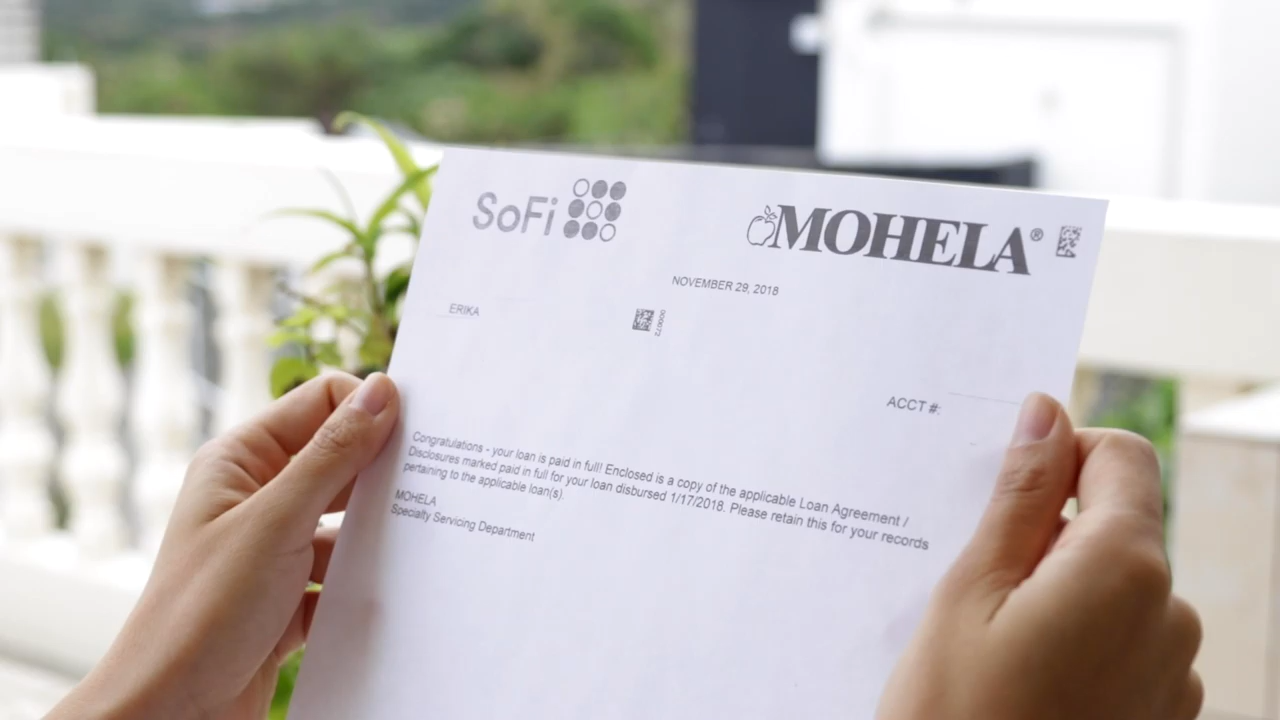 SoFi
MOHELA®
NOVEMBER 29, 2018
ERIKA
000072
ACCT #:
Congratulations - your loan is paid in full! Enclosed is a copy of the applicable Loan Agreement /
Disclosures marked paid in full for your loan disbursed 1/17/2018. Please retain this for your records
pertaining to the applicable loan(s).
MOHELA
Specialty Servicing Department